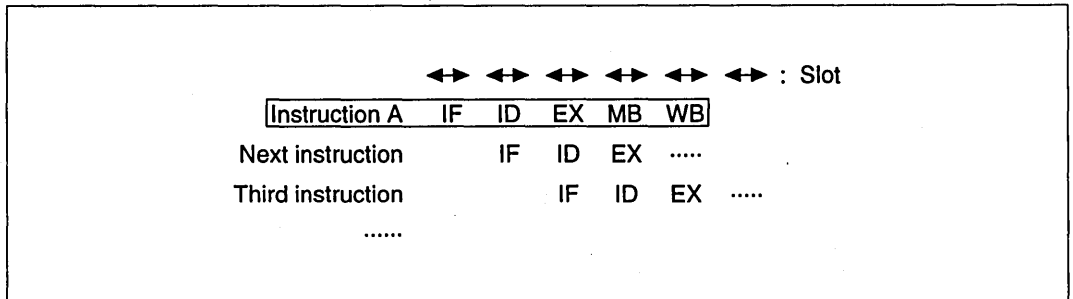 : Slot
Instruction A IF ID EX MB WB
Next instruction IF ID EX .....
Third instruction IF ID EX .....
......